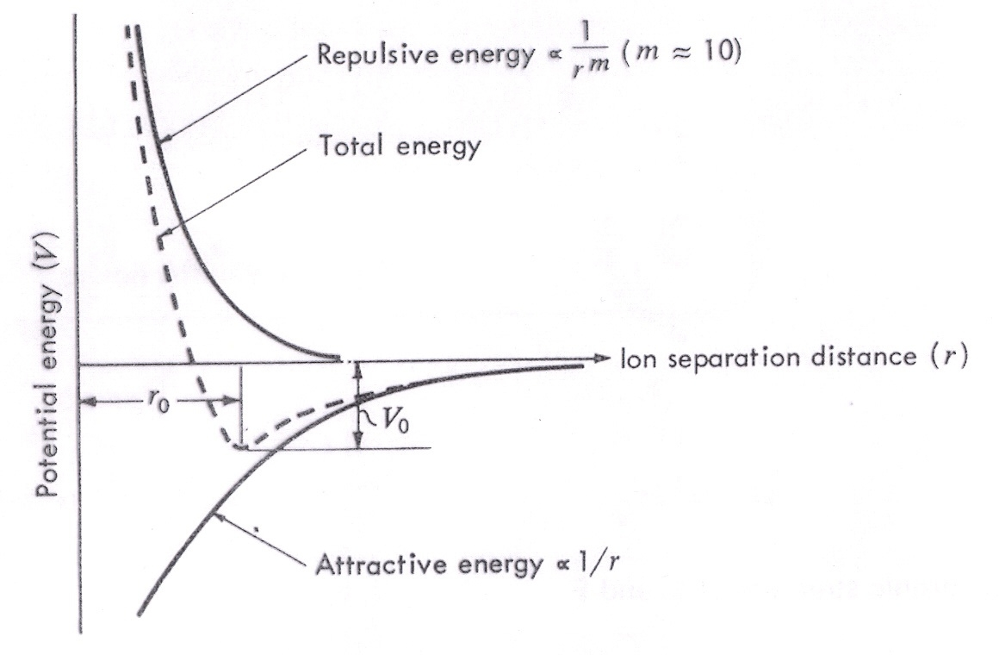 Repulsive energy ∝ 1/r^m (m ≈ 10)
Total energy
Potential energy (V)
Ion separation distance (r)
r₀
V₀
Attractive energy ∝ 1/r